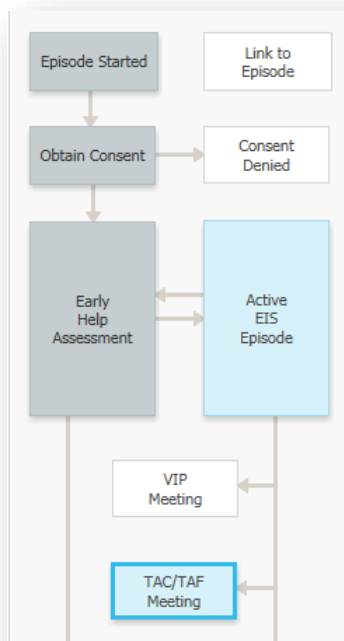 Episode Started
Link to
Episode
Obtain Consent
Consent
Denied
Early
Help
Assessment
Active
EIS
Episode
VIP
Meeting
TAC/TAF
Meeting